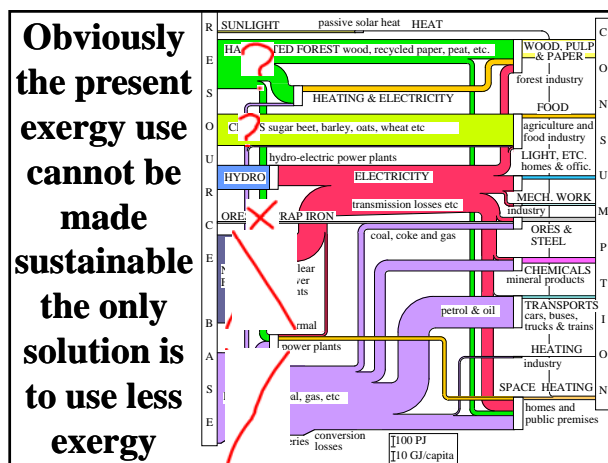 Obviously
the present
exergy use
cannot be
made
sustainable
the only
solution is
to use less
exergy
R E S O U R C E B A S E
SUNLIGHT
passive solar heat
HEAT
TED FOREST wood, recycled paper, peat, etc.
WOOD, PULP
& PAPER
forest industry
HEATING & ELECTRICITY
FOOD
S sugar beet, barley, oats, wheat etc
agriculture and
food industry
hydro-electric power plants
LIGHT, ETC.
homes & offic.
HYDRO
ELECTRICITY
MECH. WORK
industry
transmission losses etc
ORES
RAP IRON
ORES &
STEEL
coal, coke and gas
lear
wer
nts
CHEMICALS
mineral products
petrol & oil
TRANSPORTS
cars, buses,
trucks & trains
rmal
power plants
HEATING
industry
al, gas, etc
SPACE HEATING
homes and
public premises
eries conversion
losses
100 PJ
10 GJ/capita
C O N S U M P T I O N